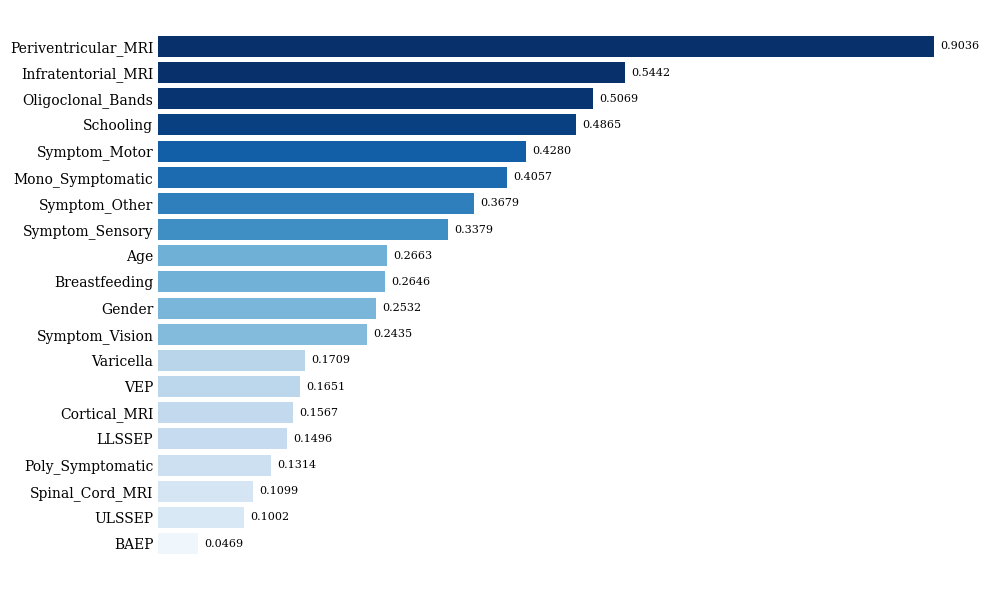 Periventricular_MRI 0.9036
Infratentorial_MRI 0.5442
Oligoclonal_Bands 0.5069
Schooling 0.4865
Symptom_Motor 0.4280
Mono_Symptomatic 0.4057
Symptom_Other 0.3679
Symptom_Sensory 0.3379
Age 0.2663
Breastfeeding 0.2646
Gender 0.2532
Symptom_Vision 0.2435
Varicella 0.1709
VEP 0.1651
Cortical_MRI 0.1567
LLSSEP 0.1496
Poly_Symptomatic 0.1314
Spinal_Cord_MRI 0.1099
ULSSEP 0.1002
BAEP 0.0469